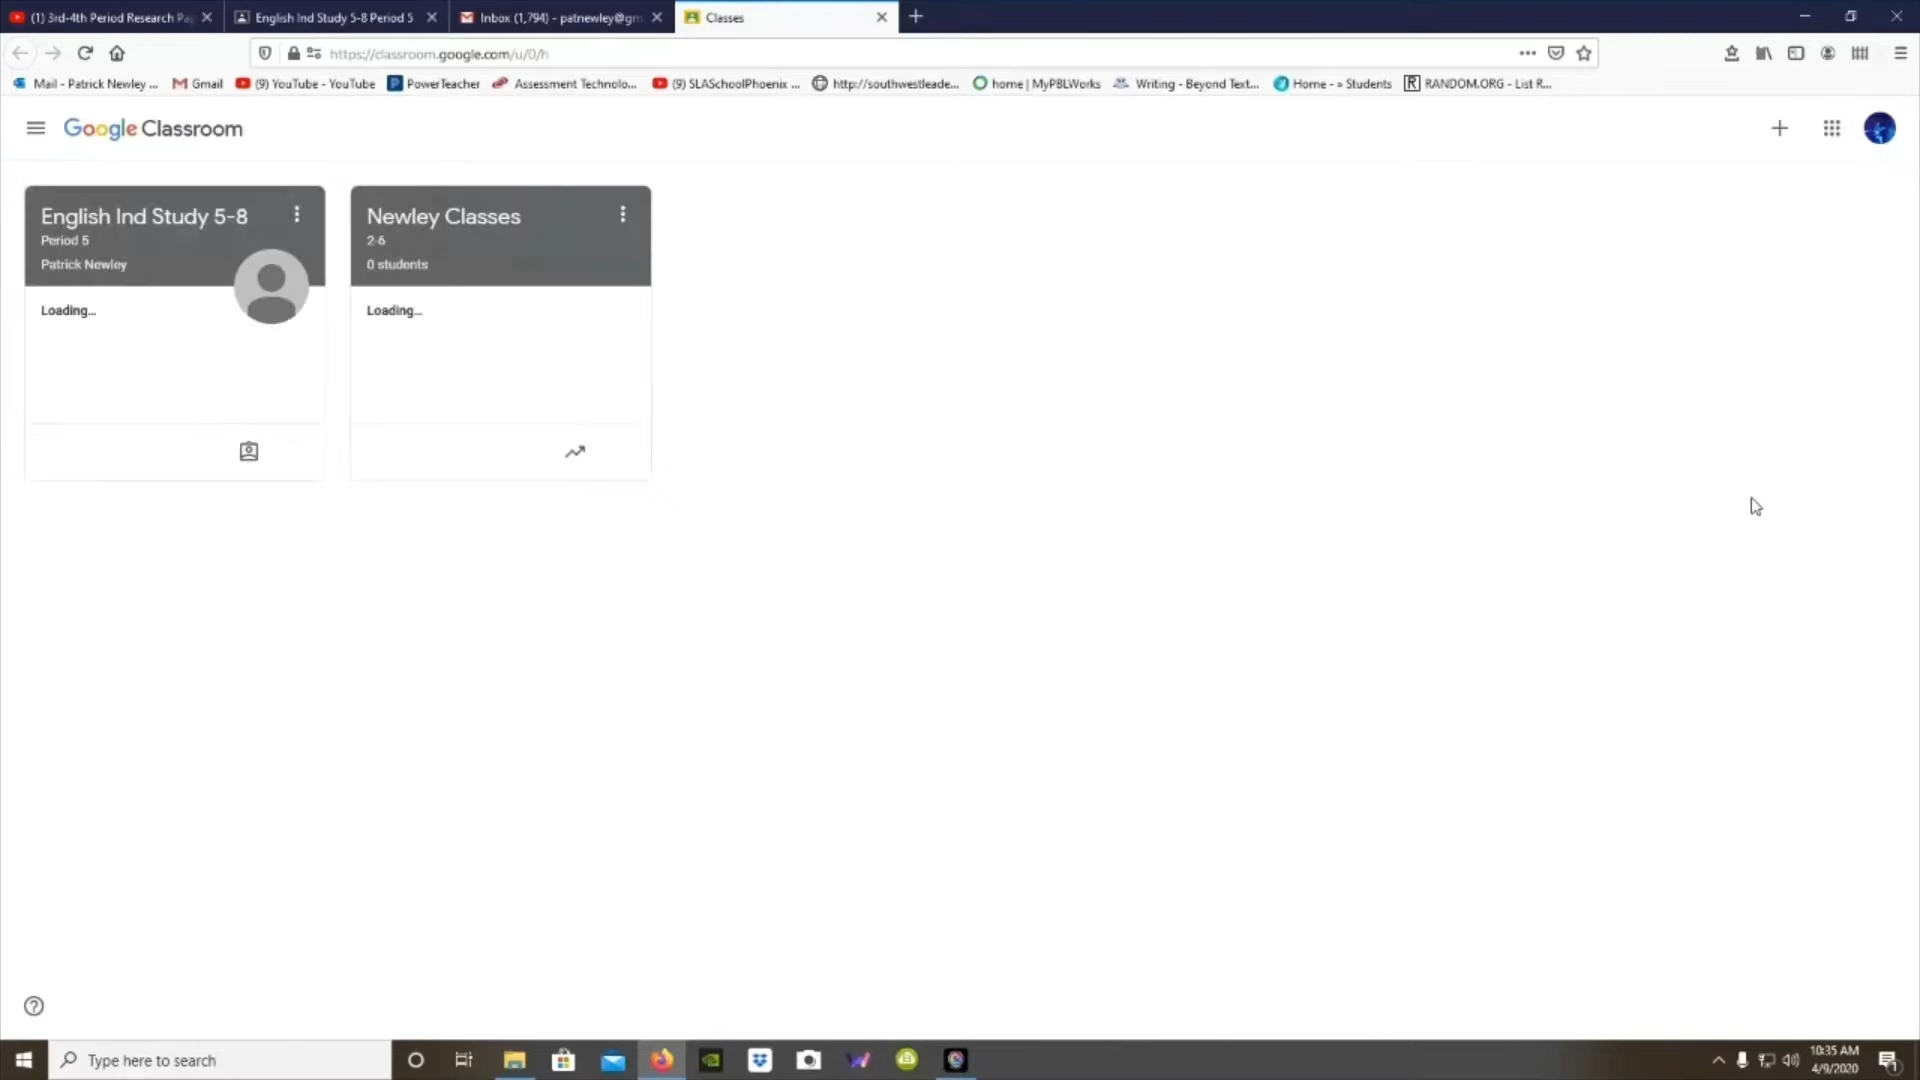 (1) 3rd-4th Period Research Pa
English Ind Study 5-8 Period 5
Inbox (1,794) - patnewley@gm
Classes
https://classroom.google.com/u/0/h
Mail - Patrick Newley ...
Gmail
(9) YouTube - YouTube
PowerTeacher
Assessment Technolo...
(9) SLASchoolPhoenix ...
http://southwestleade...
home | MyPBLWorks
Writing - Beyond Text...
Home - » Students
RANDOM.ORG - List R...
Google Classroom
English Ind Study 5-8
Period 5
Patrick Newley
Loading...
Newley Classes
2-6
0 students
Loading...
Type here to search
10:35 AM
4/9/2020